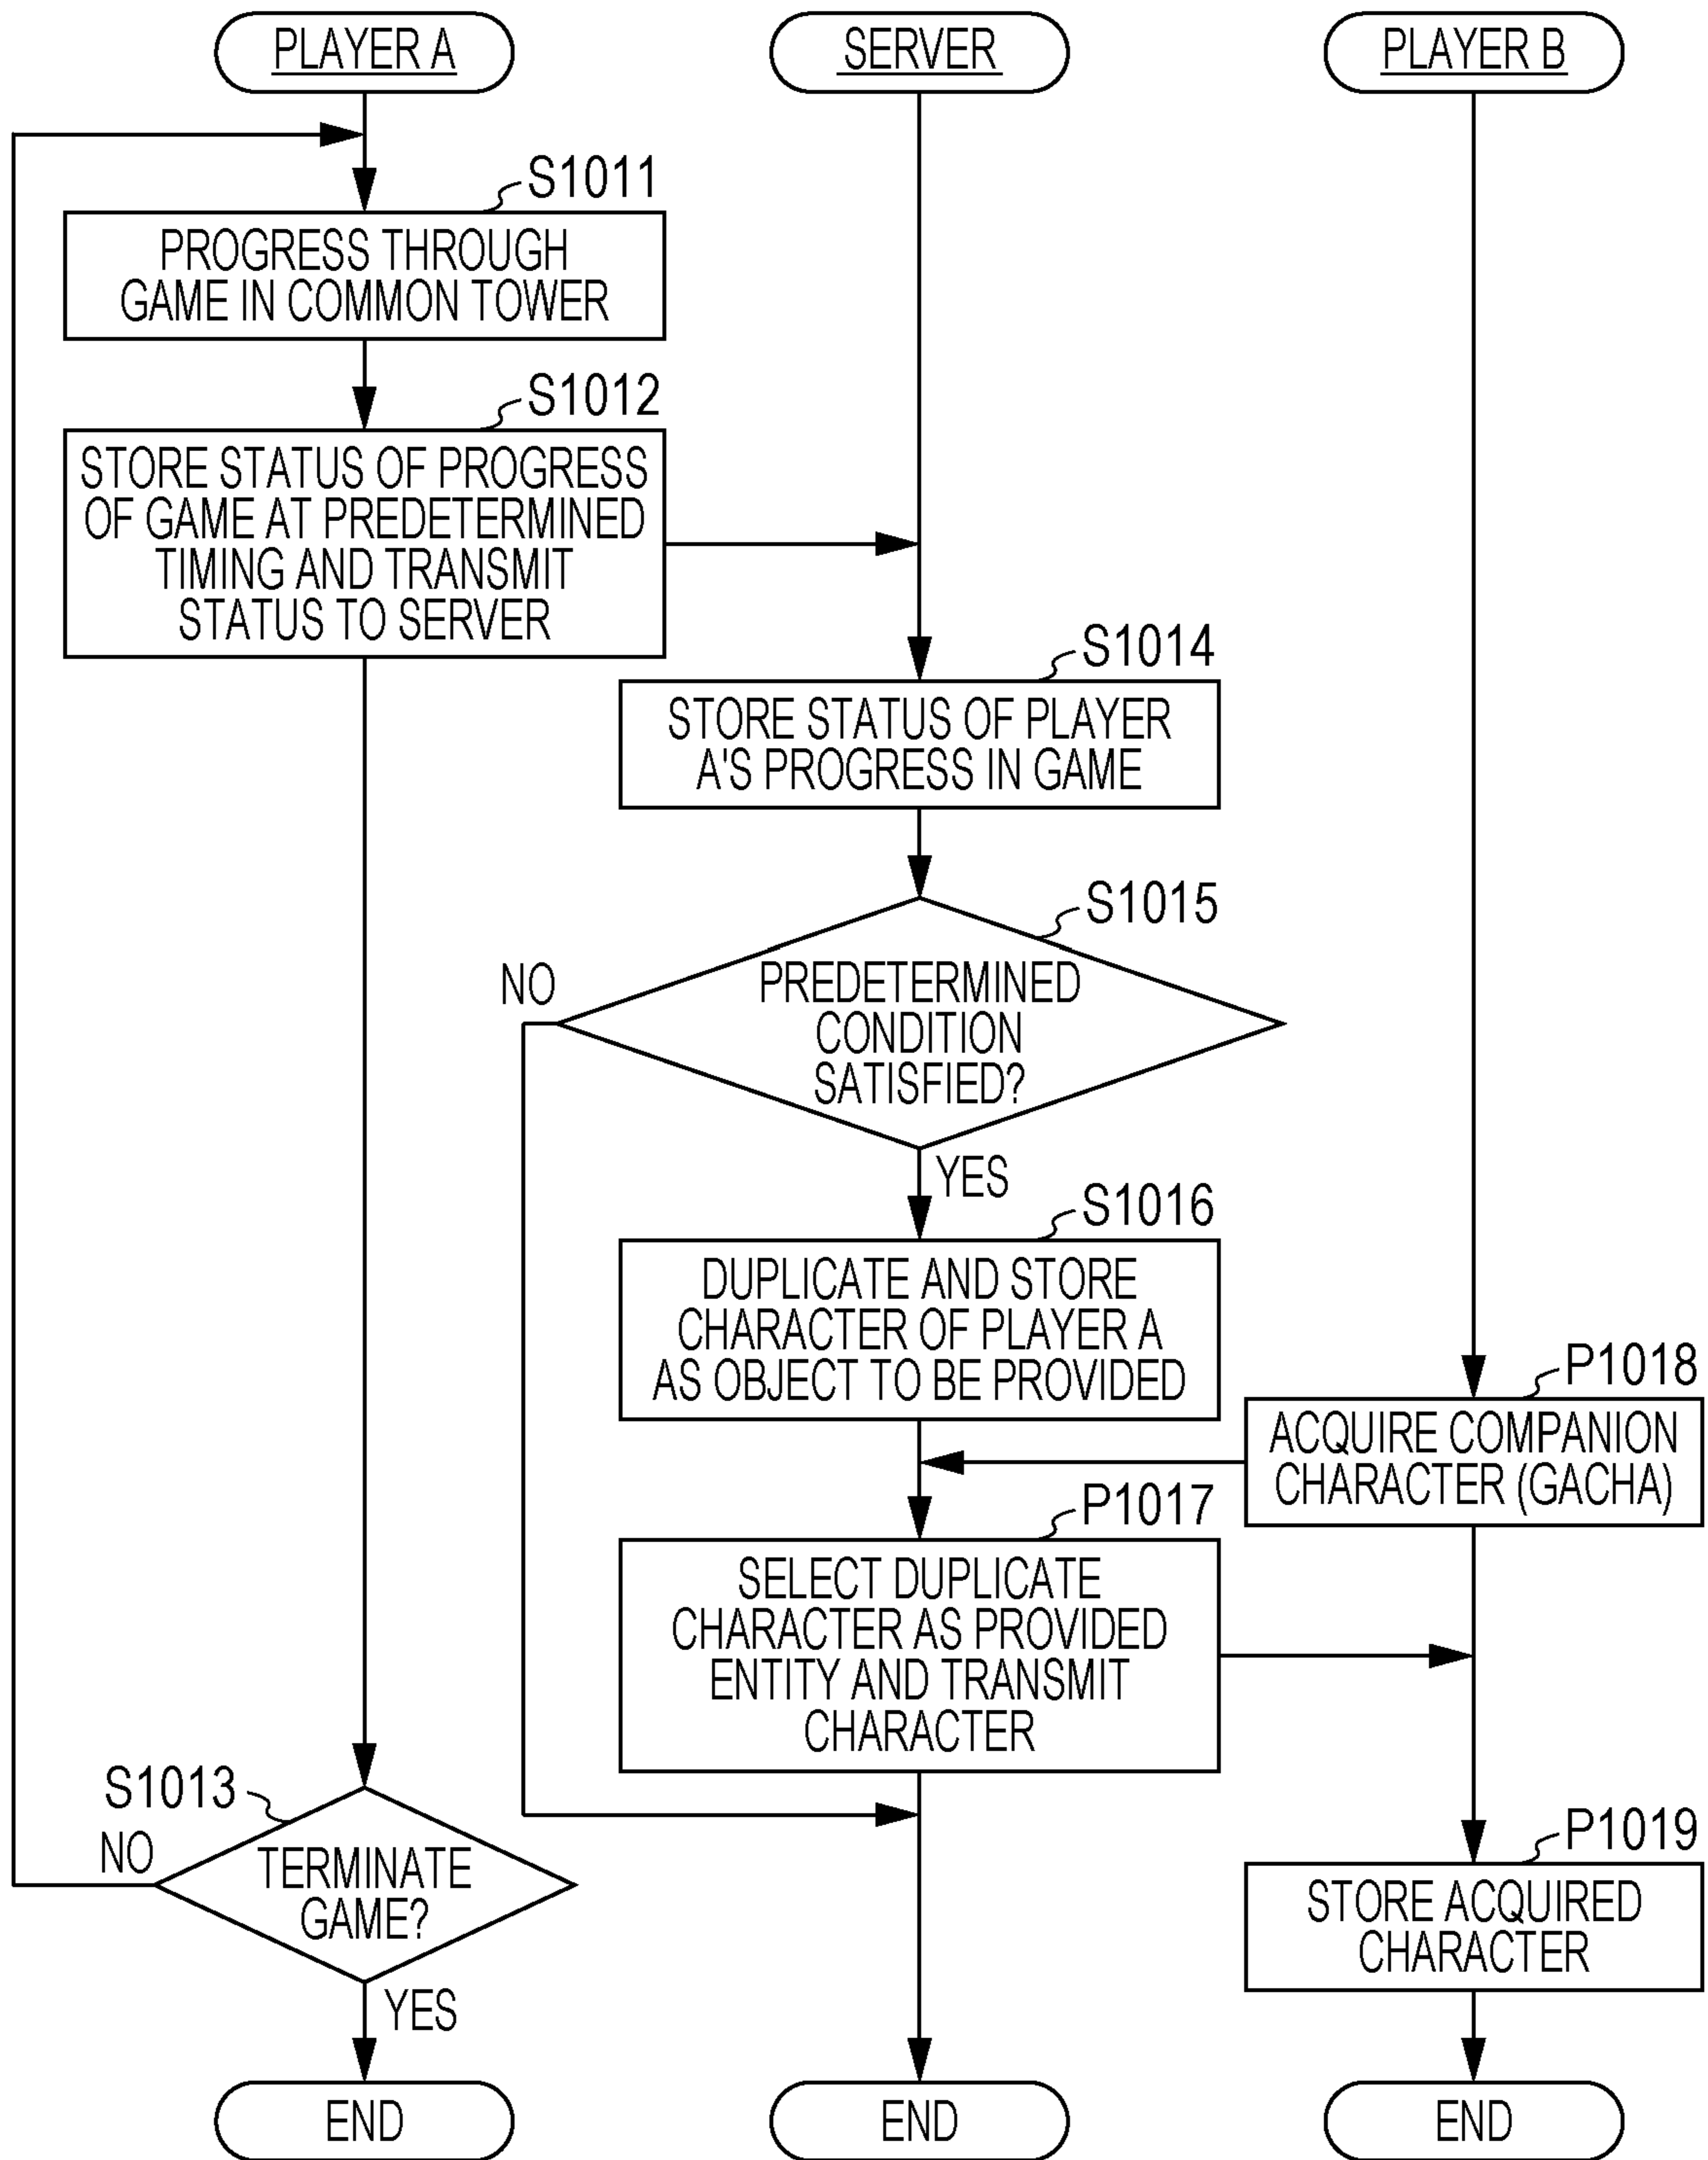 PLAYER A
SERVER
PLAYER B
S1011
PROGRESS THROUGH
GAME IN COMMON TOWER
S1012
STORE STATUS OF PROGRESS
OF GAME AT PREDETERMINED
TIMING AND TRANSMIT
STATUS TO SERVER
S1014
STORE STATUS OF PLAYER
A'S PROGRESS IN GAME
S1015
NO
PREDETERMINED
CONDITION
SATISFIED?
YES
S1016
DUPLICATE AND STORE
CHARACTER OF PLAYER A
AS OBJECT TO BE PROVIDED
P1018
ACQUIRE COMPANION
CHARACTER (GACHA)
P1017
SELECT DUPLICATE
CHARACTER AS PROVIDED
ENTITY AND TRANSMIT
CHARACTER
S1013
NO
TERMINATE
GAME?
YES
P1019
STORE ACQUIRED
CHARACTER
END
END
END